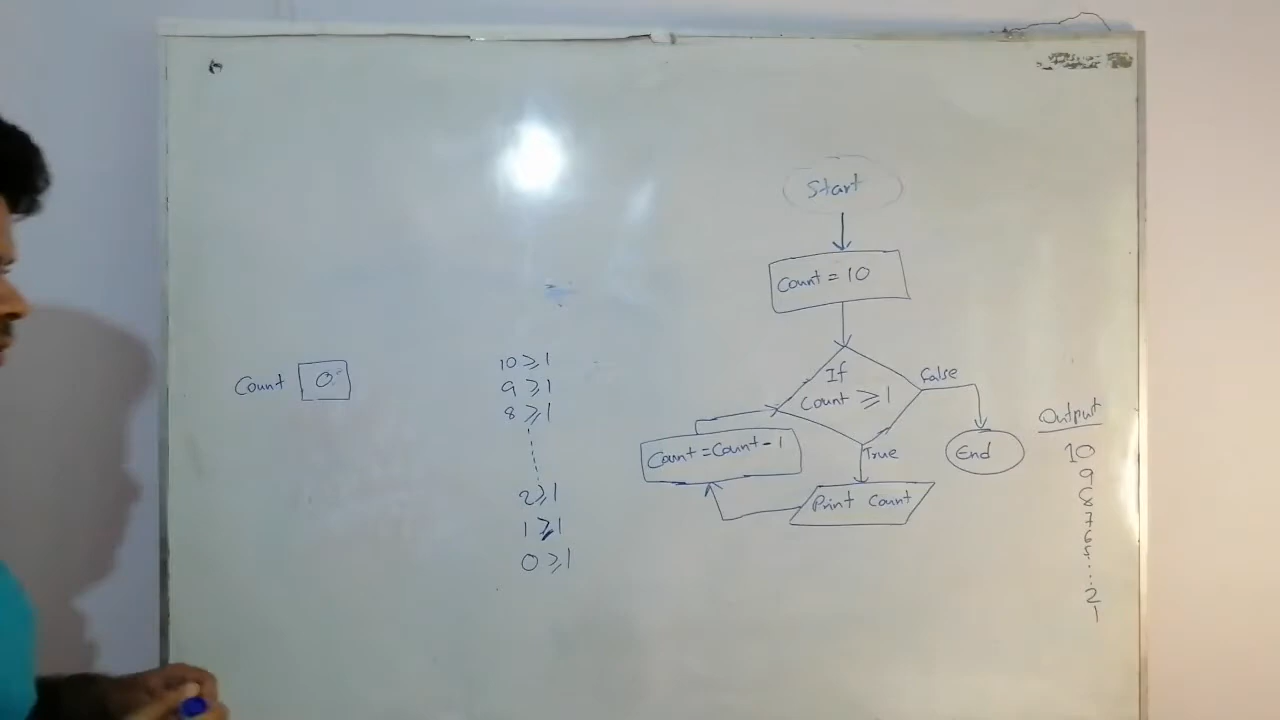 Start
Count = 10
If
Count ≥ 1
False
True
End
Print Count
Count = Count - 1
Count 0
10 ≥ 1
9 ≥ 1
8 ≥ 1
2 ≥ 1
1 ≥ 1
0 ≥ 1
Output
10
9
8
7
6
5
...
2
1